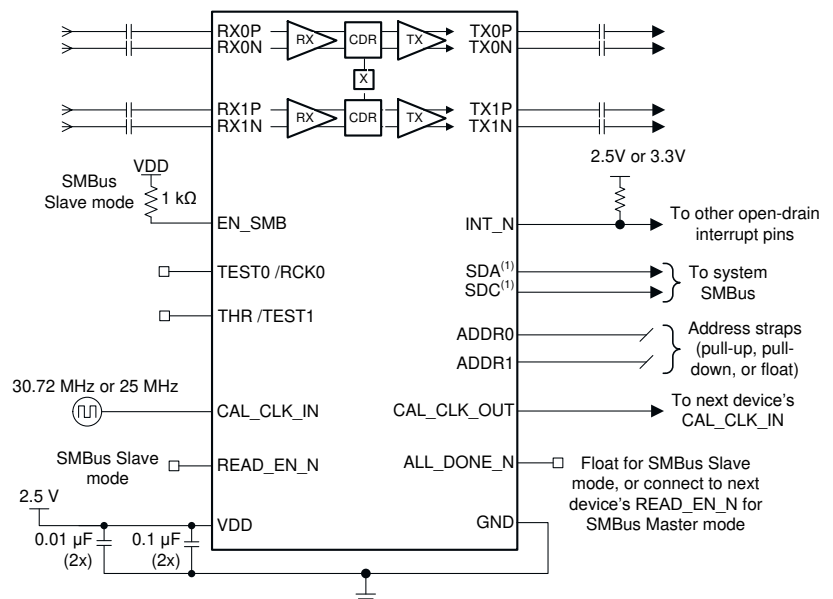 RX0P
RX0N
RX
CDR
TX
TX0P
TX0N
X
RX1P
RX1N
RX
CDR
TX
TX1P
TX1N
VDD
SMBus
Slave mode
1 kΩ
EN_SMB
2.5V or 3.3V
INT_N
To other open-drain
interrupt pins
TEST0 /RCK0
SDA(1)
SDC(1)
To system
SMBus
THR /TEST1
ADDR0
ADDR1
Address straps
(pull-up, pull-
down, or float)
30.72 MHz or 25 MHz
CAL_CLK_IN
CAL_CLK_OUT
To next device's
CAL_CLK_IN
SMBus Slave
mode
READ_EN_N
ALL_DONE_N
Float for SMBus Slave
mode, or connect to next
device's READ_EN_N for
SMBus Master mode
2.5 V
VDD
GND
0.01 µF
(2x)
0.1 µF
(2x)